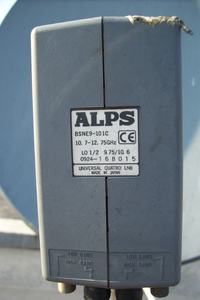 ALPS
BSNE9-101C
10. 7-12. 75GHz
CE
LO 1/2 9.75/10. 6
0924-168015
UNIVERSAL QUATRO LNB
MADE IN JAPAN